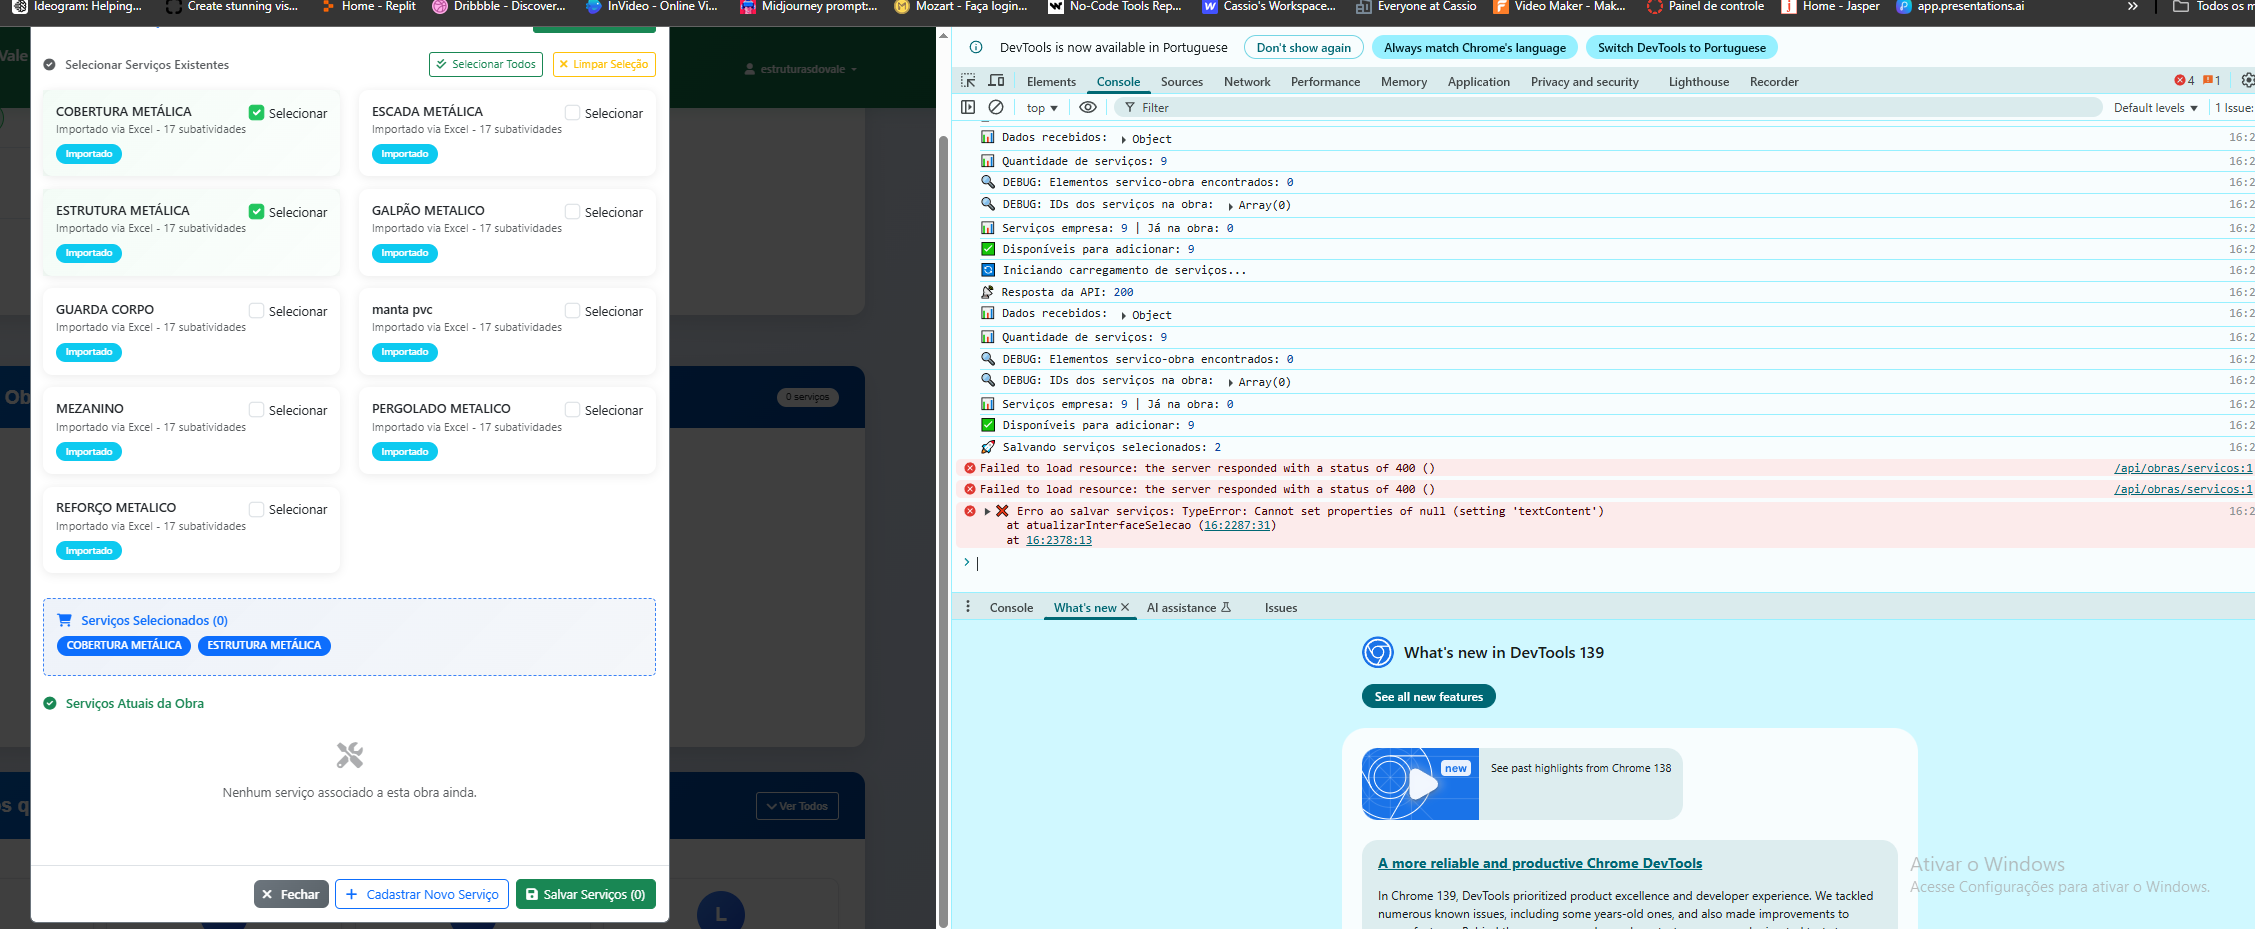 Ideogram: Helping... Create stunning vis... Home - Replit Dribbble - Discover... InVideo - Online Vi... Midjourney prompt:... Mozart - Faça login... No-Code Tools Rep... Cassio's Workspace... Everyone at Cassio Video Maker - Mak... Painel de controle Home - Jasper app.presentations.ai » Todos os m
Vale
estruturasdovale
Selecionar Serviços Existentes
Selecionar Todos
Limpar Seleção
COBERTURA METÁLICA
Selecionar
Importado via Excel - 17 subatividades
Importado
ESCADA METÁLICA
Selecionar
Importado via Excel - 17 subatividades
Importado
ESTRUTURA METÁLICA
Selecionar
Importado via Excel - 17 subatividades
Importado
GALPÃO METALICO
Selecionar
Importado via Excel - 17 subatividades
Importado
GUARDA CORPO
Selecionar
Importado via Excel - 17 subatividades
Importado
manta pvc
Selecionar
Importado via Excel - 17 subatividades
Importado
MEZANINO
Selecionar
Importado via Excel - 17 subatividades
Importado
PERGOLADO METALICO
Selecionar
Importado via Excel - 17 subatividades
Importado
REFORÇO METALICO
Selecionar
Importado via Excel - 17 subatividades
Importado
Ob
0 serviços
Serviços Selecionados (0)
COBERTURA METÁLICA ESTRUTURA METÁLICA
Serviços Atuais da Obra
Nenhum serviço associado a esta obra ainda.
os q
Ver Todos
L
Fechar
Cadastrar Novo Serviço
Salvar Serviços (0)
DevTools is now available in Portuguese Don't show again Always match Chrome's language Switch DevTools to Portuguese
Elements Console Sources Network Performance Memory Application Privacy and security Lighthouse Recorder 4 1
top Filter Default levels 1 Issue:
Dados recebidos: Object 16:2
Quantidade de serviços: 9 16:2
DEBUG: Elementos servico-obra encontrados: 0 16:2
DEBUG: IDs dos serviços na obra: Array(0) 16:2
Serviços empresa: 9 | Já na obra: 0 16:2
Disponíveis para adicionar: 9 16:2
Iniciando carregamento de serviços... 16:2
Resposta da API: 200 16:2
Dados recebidos: Object 16:2
Quantidade de serviços: 9 16:2
DEBUG: Elementos servico-obra encontrados: 0 16:2
DEBUG: IDs dos serviços na obra: Array(0) 16:2
Serviços empresa: 9 | Já na obra: 0 16:2
Disponíveis para adicionar: 9 16:2
Salvando serviços selecionados: 2 16:2
Failed to load resource: the server responded with a status of 400 () /api/obras/servicos:1
Failed to load resource: the server responded with a status of 400 () /api/obras/servicos:1
Erro ao salvar serviços: TypeError: Cannot set properties of null (setting 'textContent') 16:2
at atualizarInterfaceSelecao (16:2287:31)
at 16:2378:13
Console What's new AI assistance Issues
What's new in DevTools 139
See all new features
new
See past highlights from Chrome 138
A more reliable and productive Chrome DevTools
In Chrome 139, DevTools prioritized product excellence and developer experience. We tackled
numerous known issues, including some years-old ones, and also made improvements to
Ativar o Windows
Acesse Configurações para ativar o Windows.